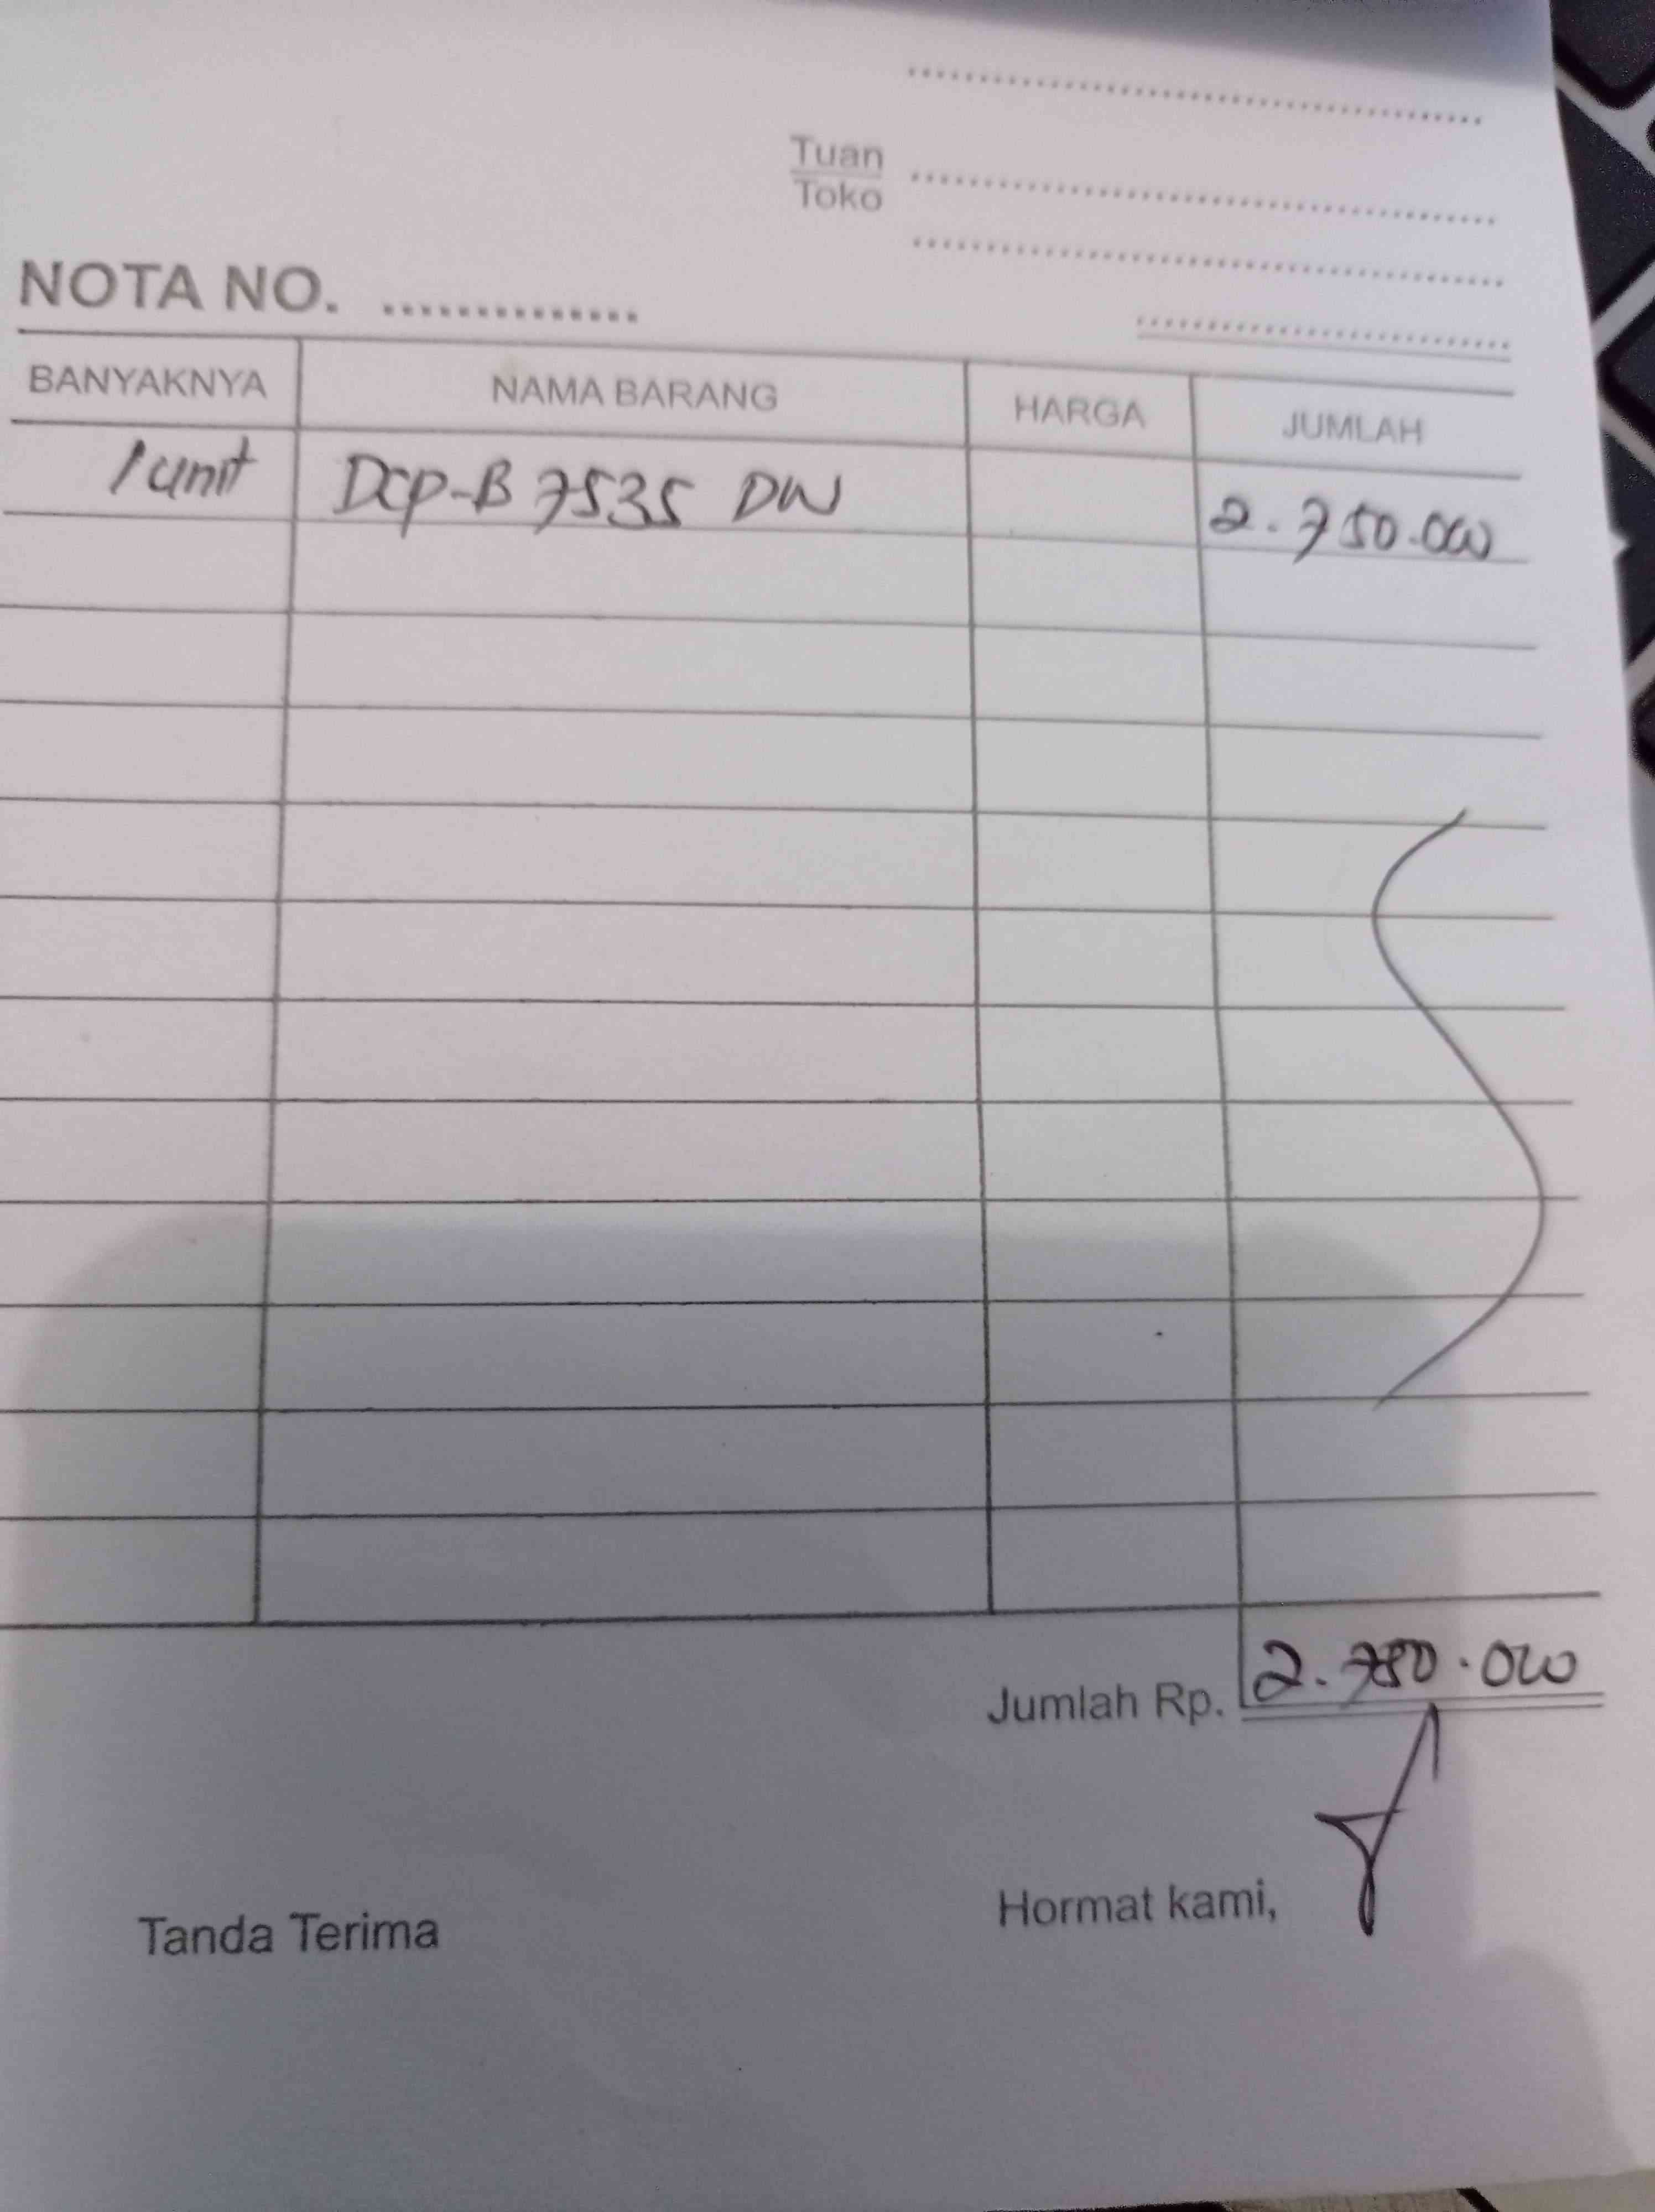 Tuan
Toko
NOTA NO. ..............
BANYAKNYA NAMA BARANG HARGA JUMLAH
1 unit DCP-B 7535 DW 2.750.000
Jumlah Rp. 2.750.000
Tanda Terima Hormat kami,